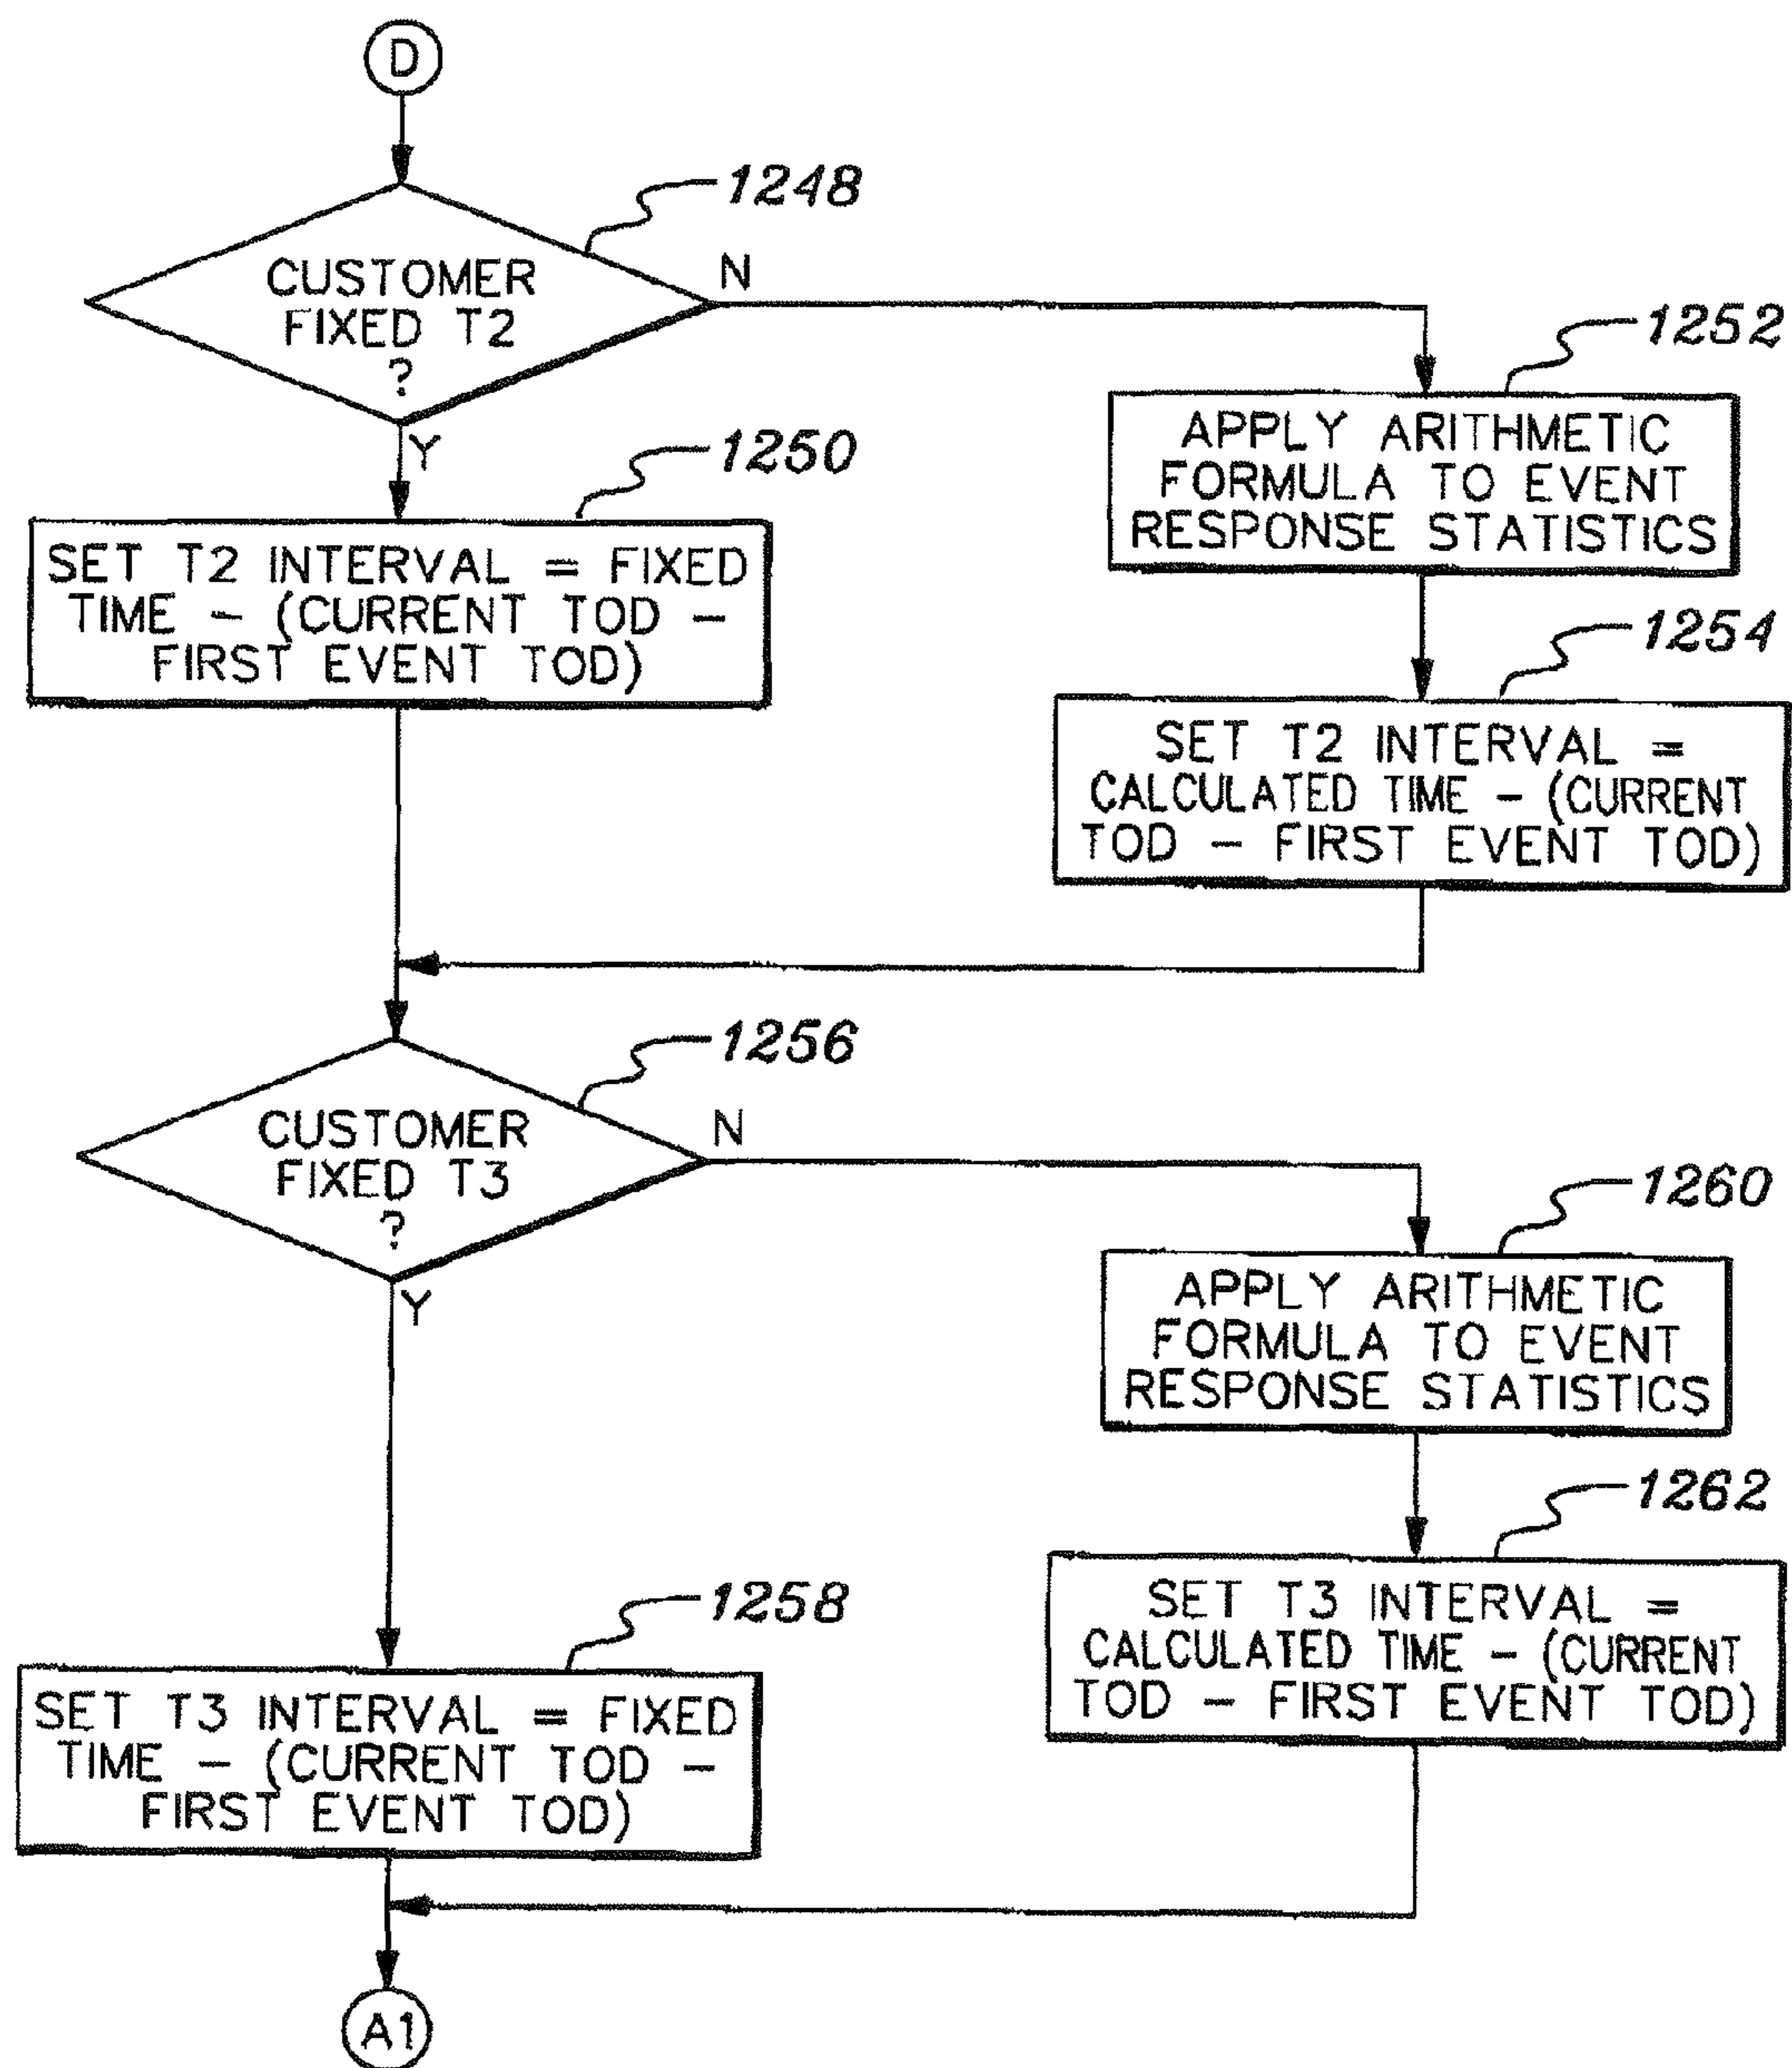 D
1248
CUSTOMER
FIXED T2
?
N
Y
1252
APPLY ARITHMETIC
FORMULA TO EVENT
RESPONSE STATISTICS
1250
SET T2 INTERVAL = FIXED
TIME - (CURRENT TOD -
FIRST EVENT TOD)
1254
SET T2 INTERVAL =
CALCULATED TIME - (CURRENT
TOD - FIRST EVENT TOD)
1256
CUSTOMER
FIXED T3
?
N
Y
1260
APPLY ARITHMETIC
FORMULA TO EVENT
RESPONSE STATISTICS
1262
SET T3 INTERVAL =
CALCULATED TIME - (CURRENT
TOD - FIRST EVENT TOD)
1258
SET T3 INTERVAL = FIXED
TIME - (CURRENT TOD -
FIRST EVENT TOD)
A1